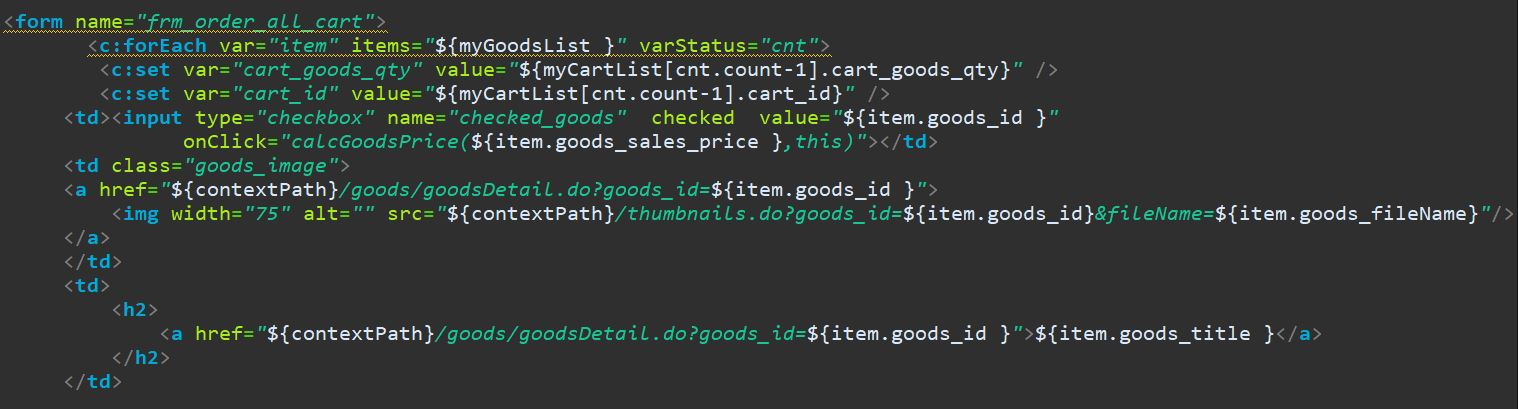 <form name="frm_order_all_cart">
<c:forEach var="item" items="${myGoodsList }" varStatus="cnt">
<c:set var="cart_goods_qty" value="${myCartList[cnt.count-1].cart_goods_qty}" />
<c:set var="cart_id" value="${myCartList[cnt.count-1].cart_id}" />
<td><input type="checkbox" name="checked_goods"  checked  value="${item.goods_id }"
onClick="calcGoodsPrice(${item.goods_sales_price },this)"></td>
<td class="goods_image">
<a href="${contextPath}/goods/goodsDetail.do?goods_id=${item.goods_id }">
<img width="75" alt="" src="${contextPath}/thumbnails.do?goods_id=${item.goods_id}&fileName=${item.goods_fileName}"/>
</a>
</td>
<td>
<h2>
<a href="${contextPath}/goods/goodsDetail.do?goods_id=${item.goods_id }">${item.goods_title }</a>
</h2>
</td>